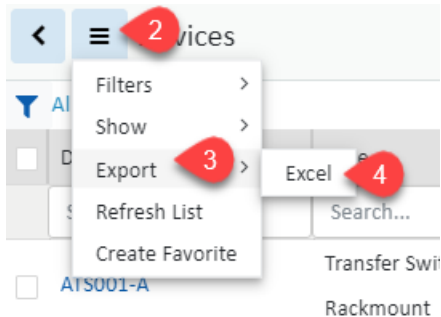 2
vices
Filters
Al
Show
D
Export
3
Excel
4
e
S
Refresh List
Search...
Create Favorite
Transfer Swit
ATS001-A
Rackmount